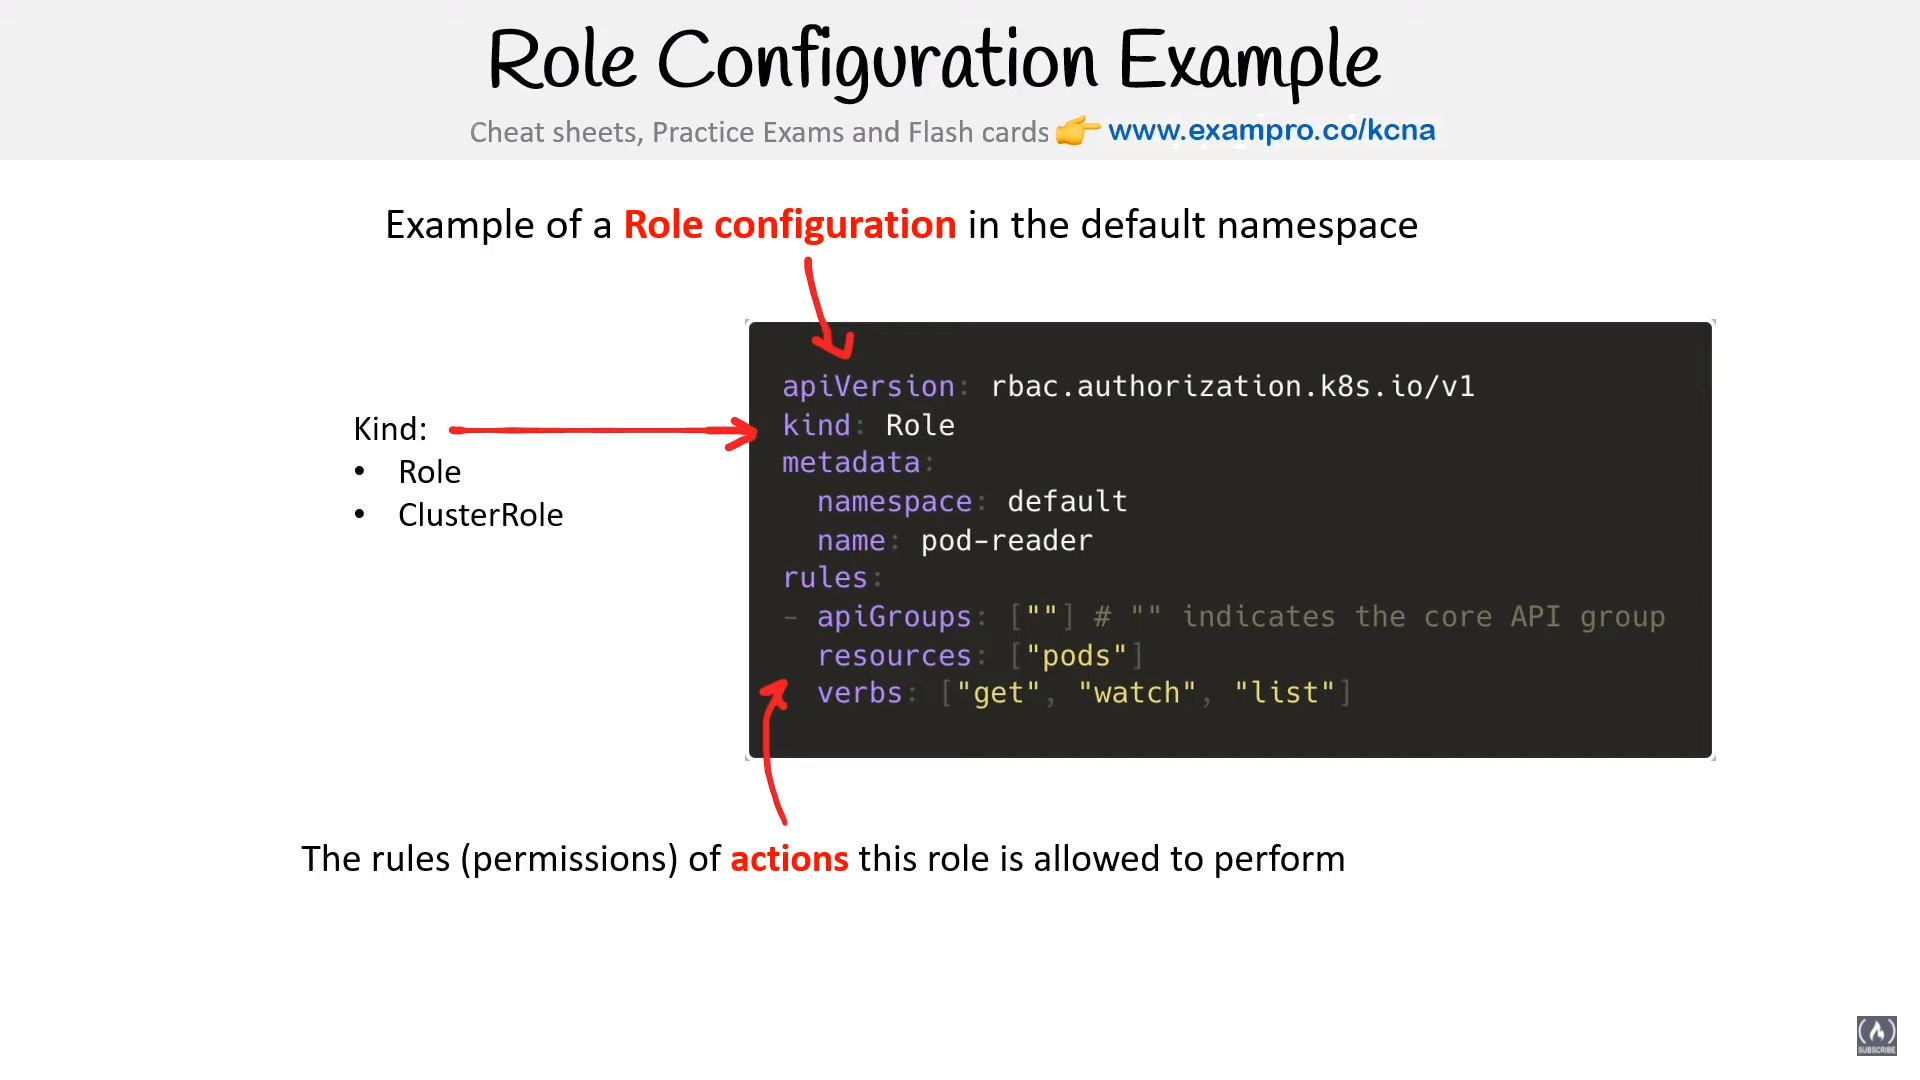 Role Configuration Example
Cheat sheets, Practice Exams and Flash cards 👉 www.exampro.co/kcna
Example of a Role configuration in the default namespace
Kind:
• Role
• ClusterRole
apiVersion: rbac.authorization.k8s.io/v1
kind: Role
metadata:
  namespace: default
  name: pod-reader
rules:
- apiGroups: [""] # "" indicates the core API group
  resources: ["pods"]
  verbs: ["get", "watch", "list"]
The rules (permissions) of actions this role is allowed to perform
SUBSCRIBE